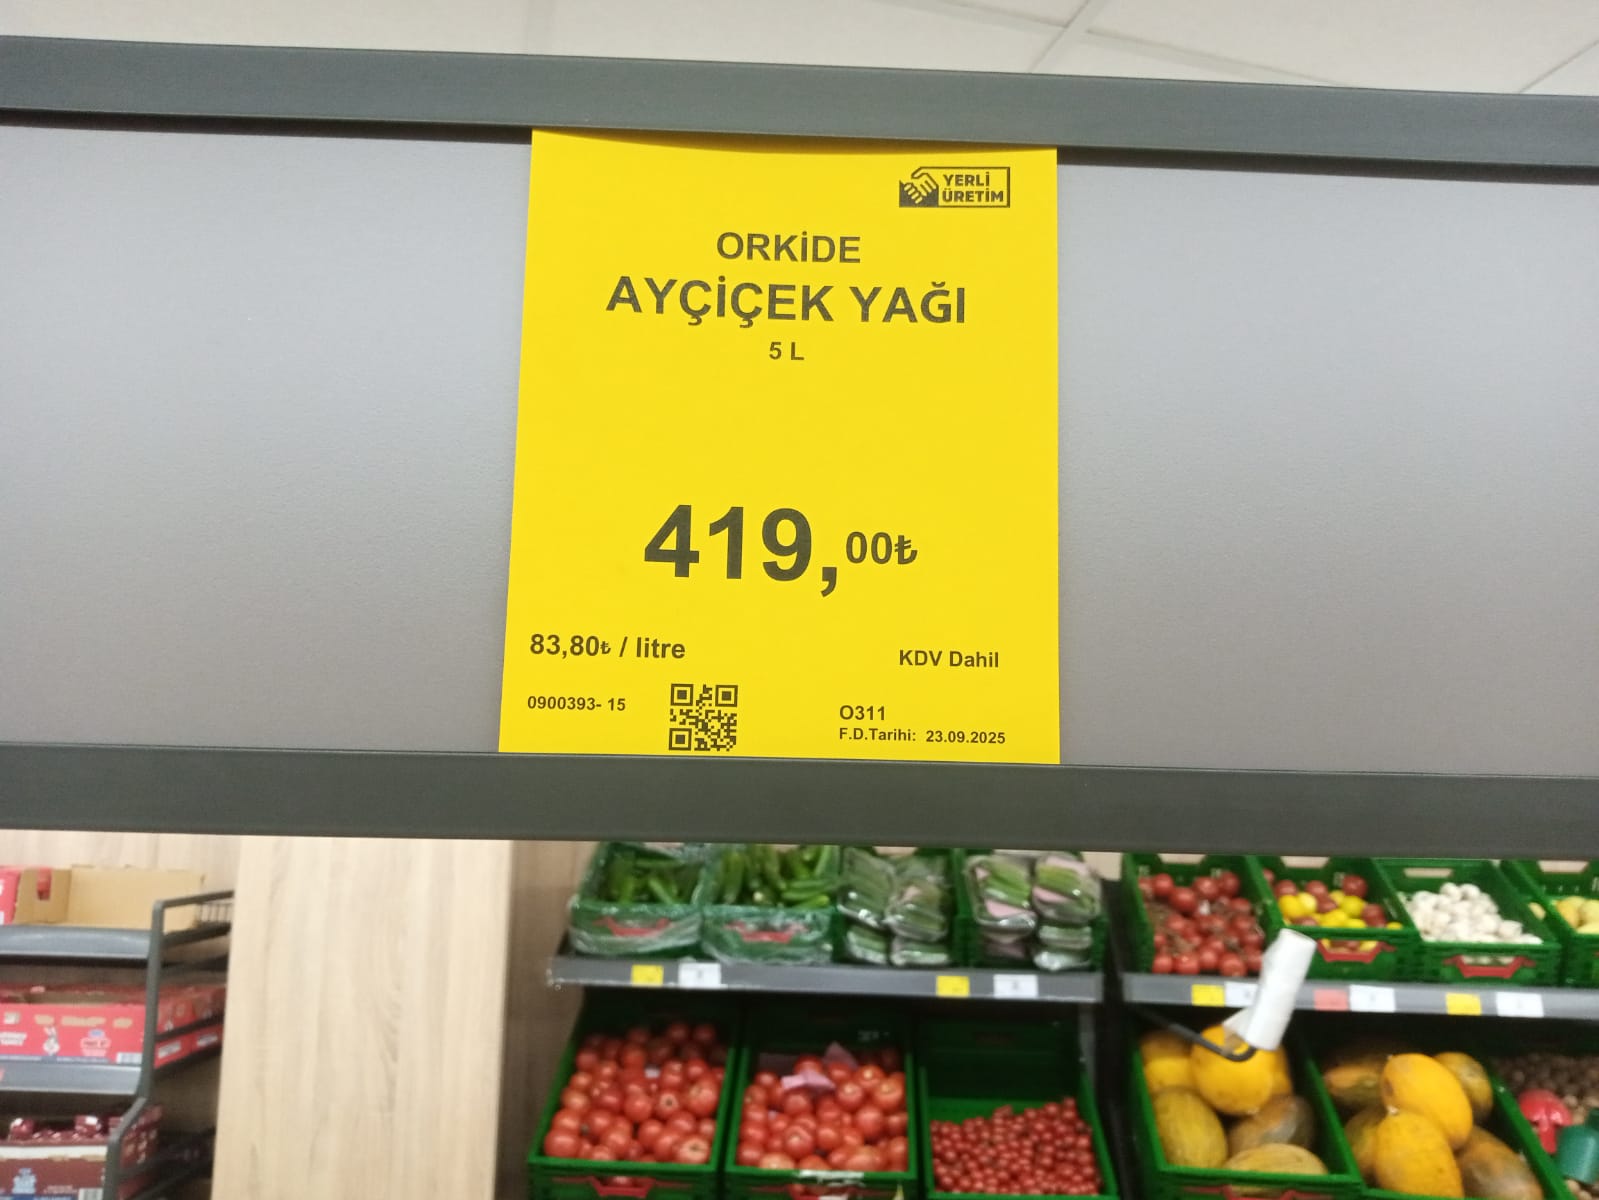 YERLİ
ÜRETİM
ORKİDE
AYÇİÇEK YAĞI
5 L
419,00₺
83,80₺ / litre
KDV Dahil
0900393- 15
O311
F.D.Tarihi: 23.09.2025